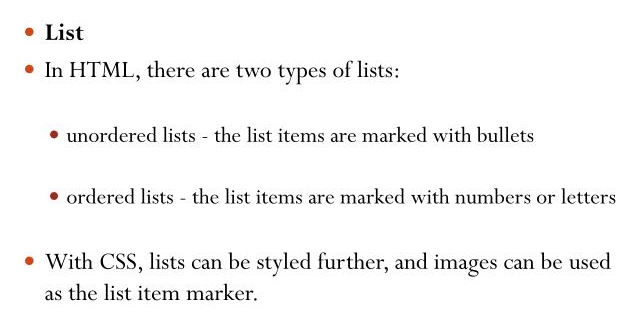 • List
• In HTML, there are two types of lists:
• unordered lists - the list items are marked with bullets
• ordered lists - the list items are marked with numbers or letters
• With CSS, lists can be styled further, and images can be used
as the list item marker.